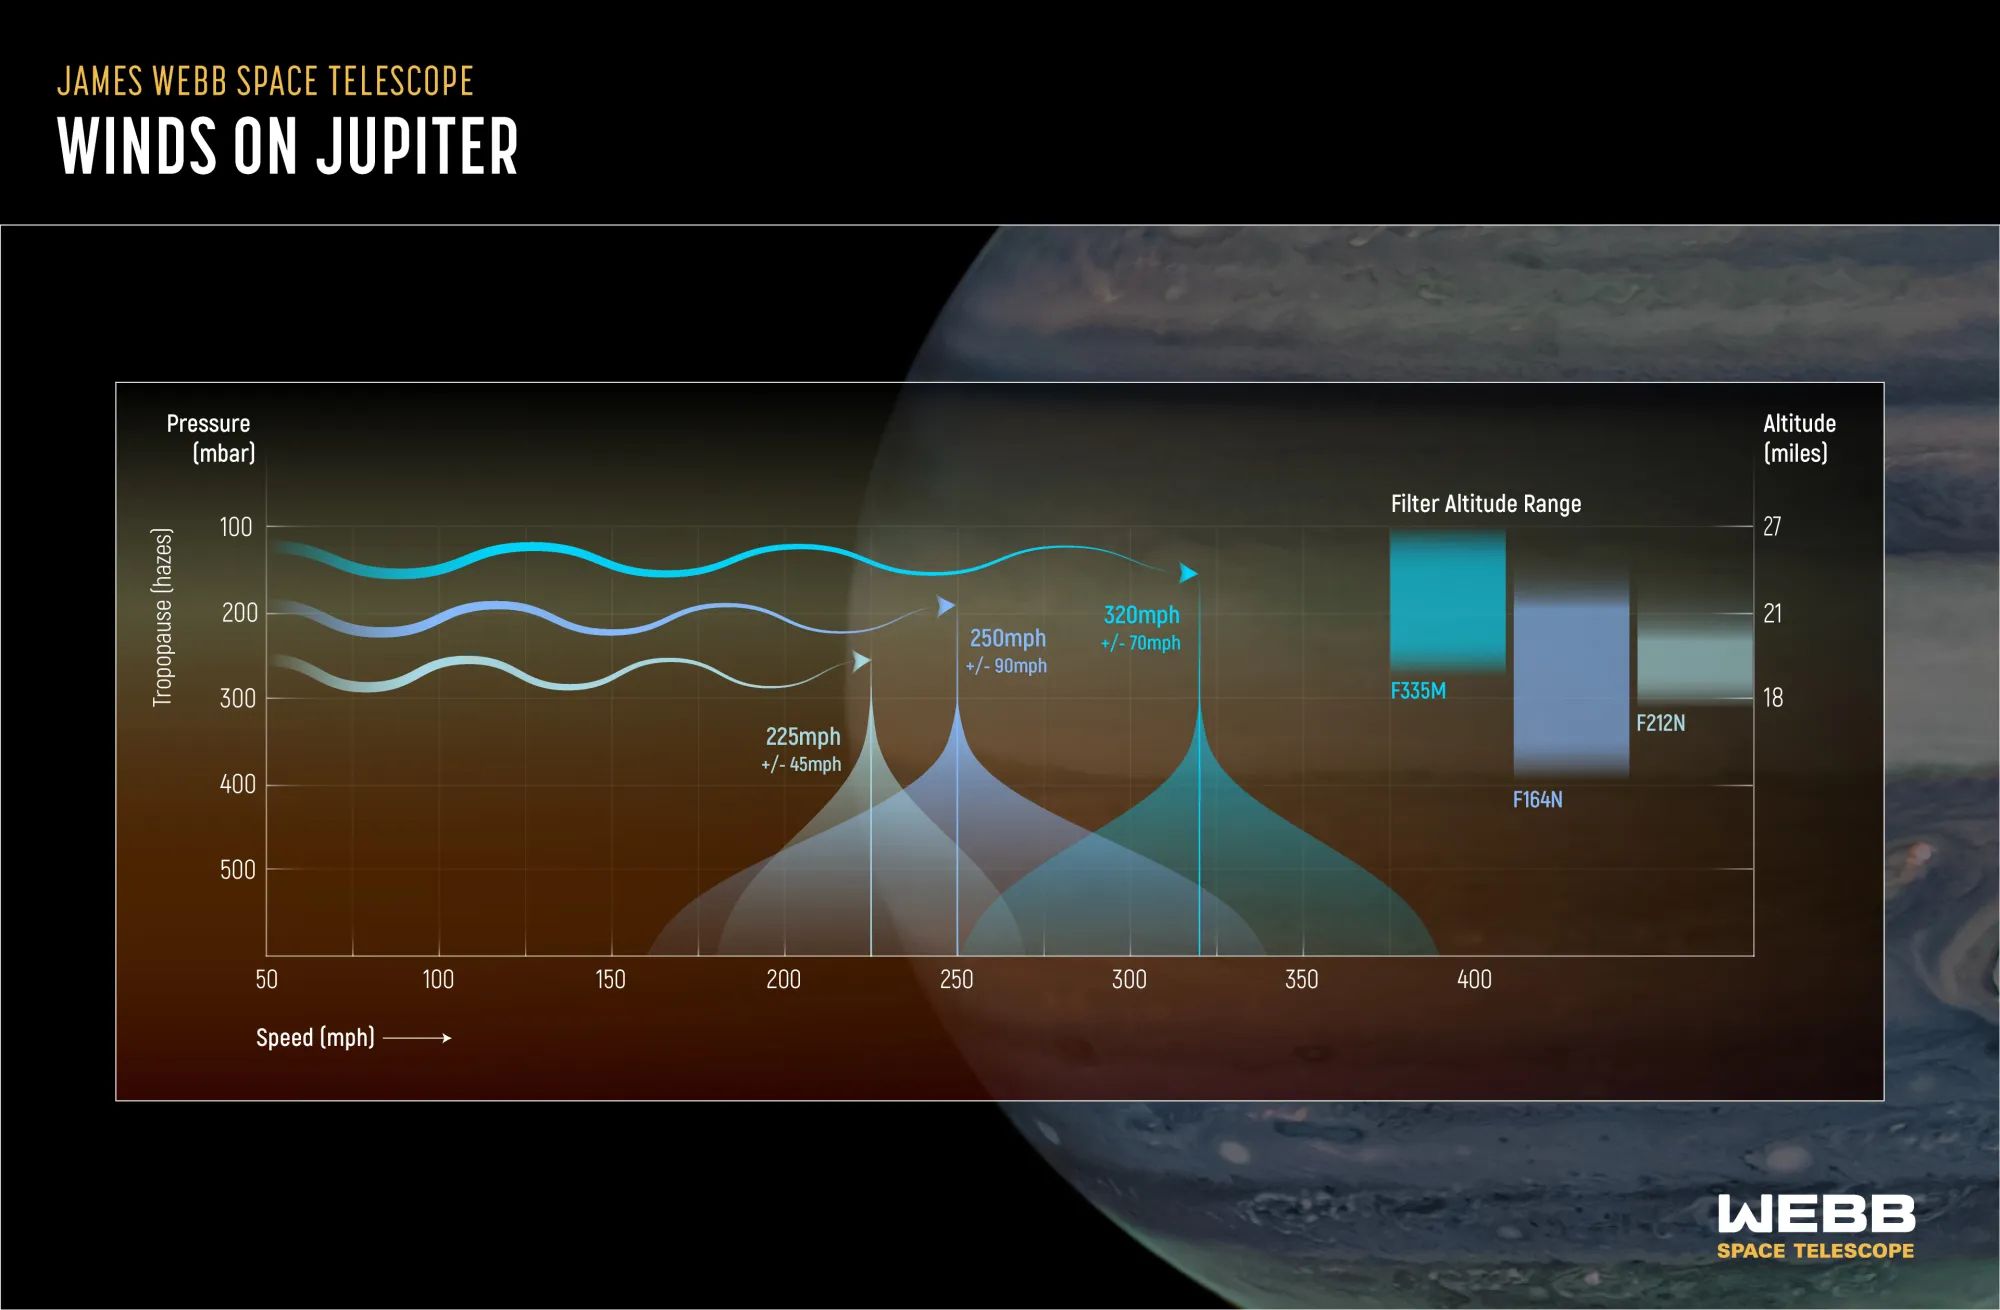 JAMES WEBB SPACE TELESCOPE
WINDS ON JUPITER
Pressure
(mbar)
Altitude
(miles)
Filter Altitude Range
Tropopause (hazes)
100
200
300
400
500
27
21
18
320mph
+/- 70mph
250mph
+/- 90mph
225mph
+/- 45mph
F335M
F212N
F164N
50
100
150
200
250
300
350
400
Speed (mph)
WEBB
SPACE TELESCOPE